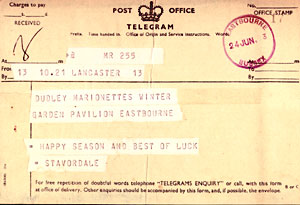 Charges to pay
POST OFFICE
OFFICE STAMP
RECEIVED
TELEGRAM
Prefix. Time handed in. Office of Origin and Service Instructions. Words.
EASTBOURNE
24 JUN
SUSSEX
8 MR 255
From
13 10.21 LANCASTER 13
DUDLEY MARIONETTES WINTER
GARDEN PAVILION EASTBOURNE
HAPPY SEASON AND BEST OF LUCK
STAVORDALE
For free repetition of doubtful words telephone "TELEGRAMS ENQUIRY" or call, with this form
at office of delivery. Other enquiries should be accompanied by this form, and, if possible, the envelope.